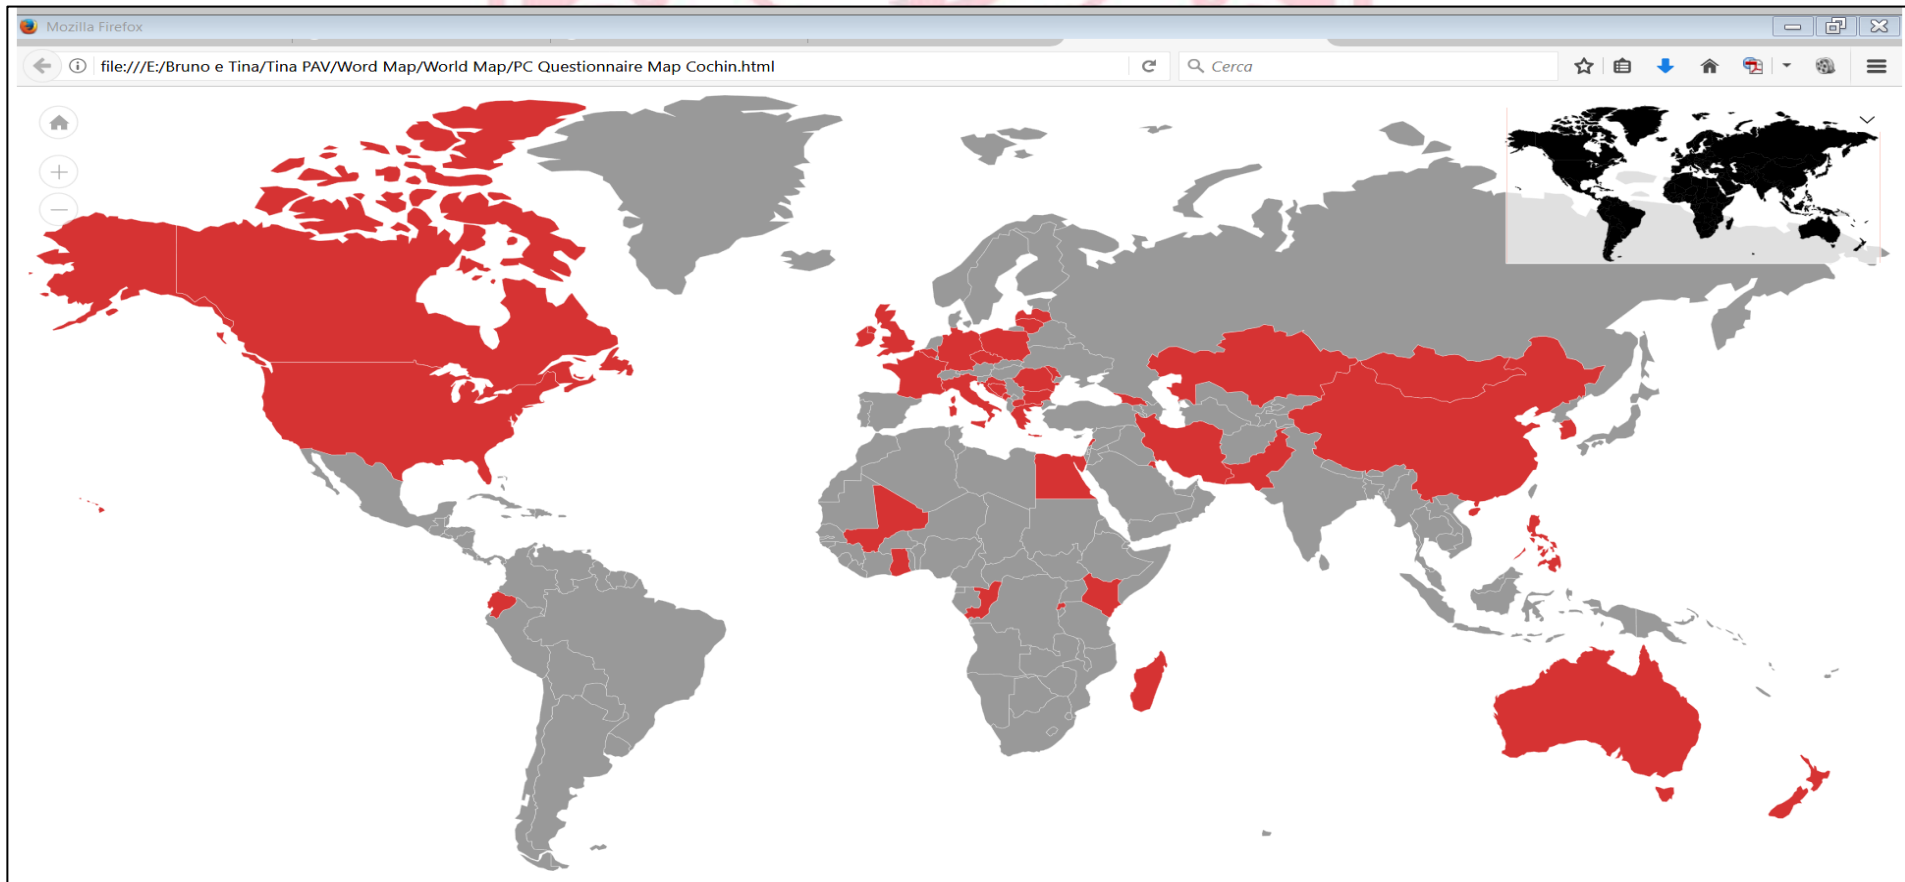 Mozilla Firefox
file:///E:/Bruno e Tina/Tina PAV/Word Map/World Map/PC Questionnaire Map Cochin.html
Cerca